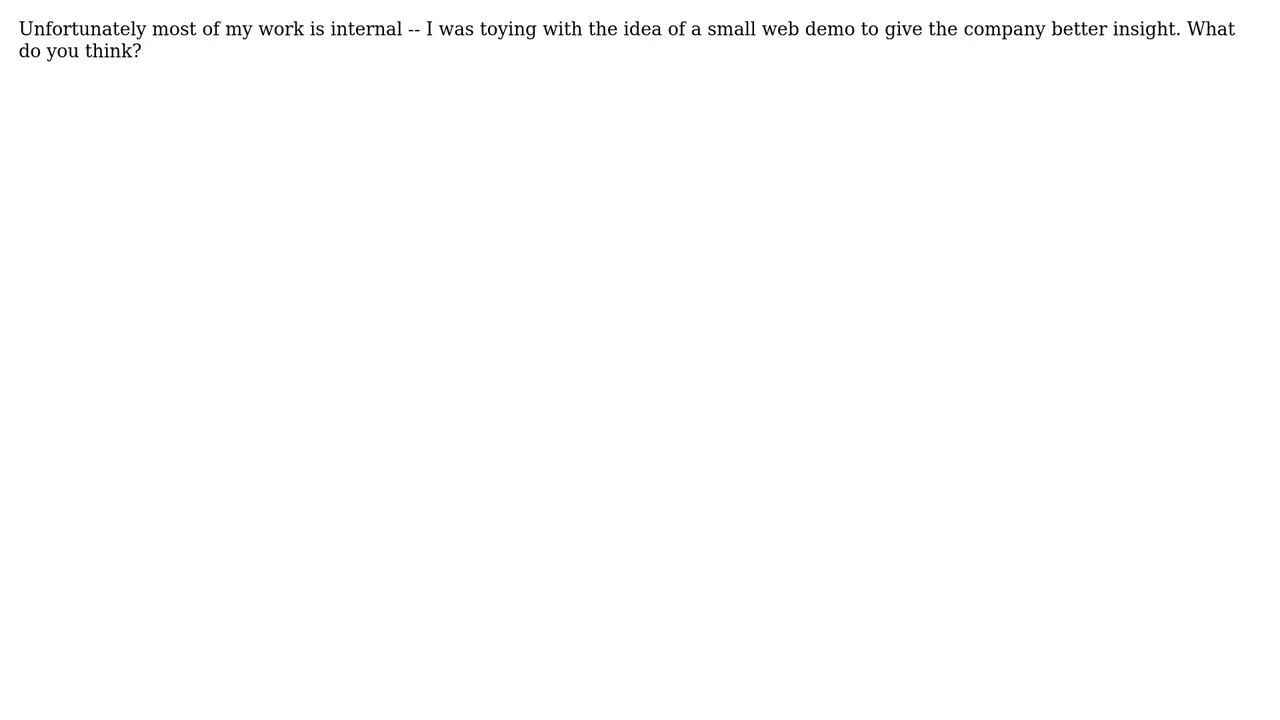 Unfortunately most of my work is internal -- I was toying with the idea of a small web demo to give the company better insight. What
do you think?